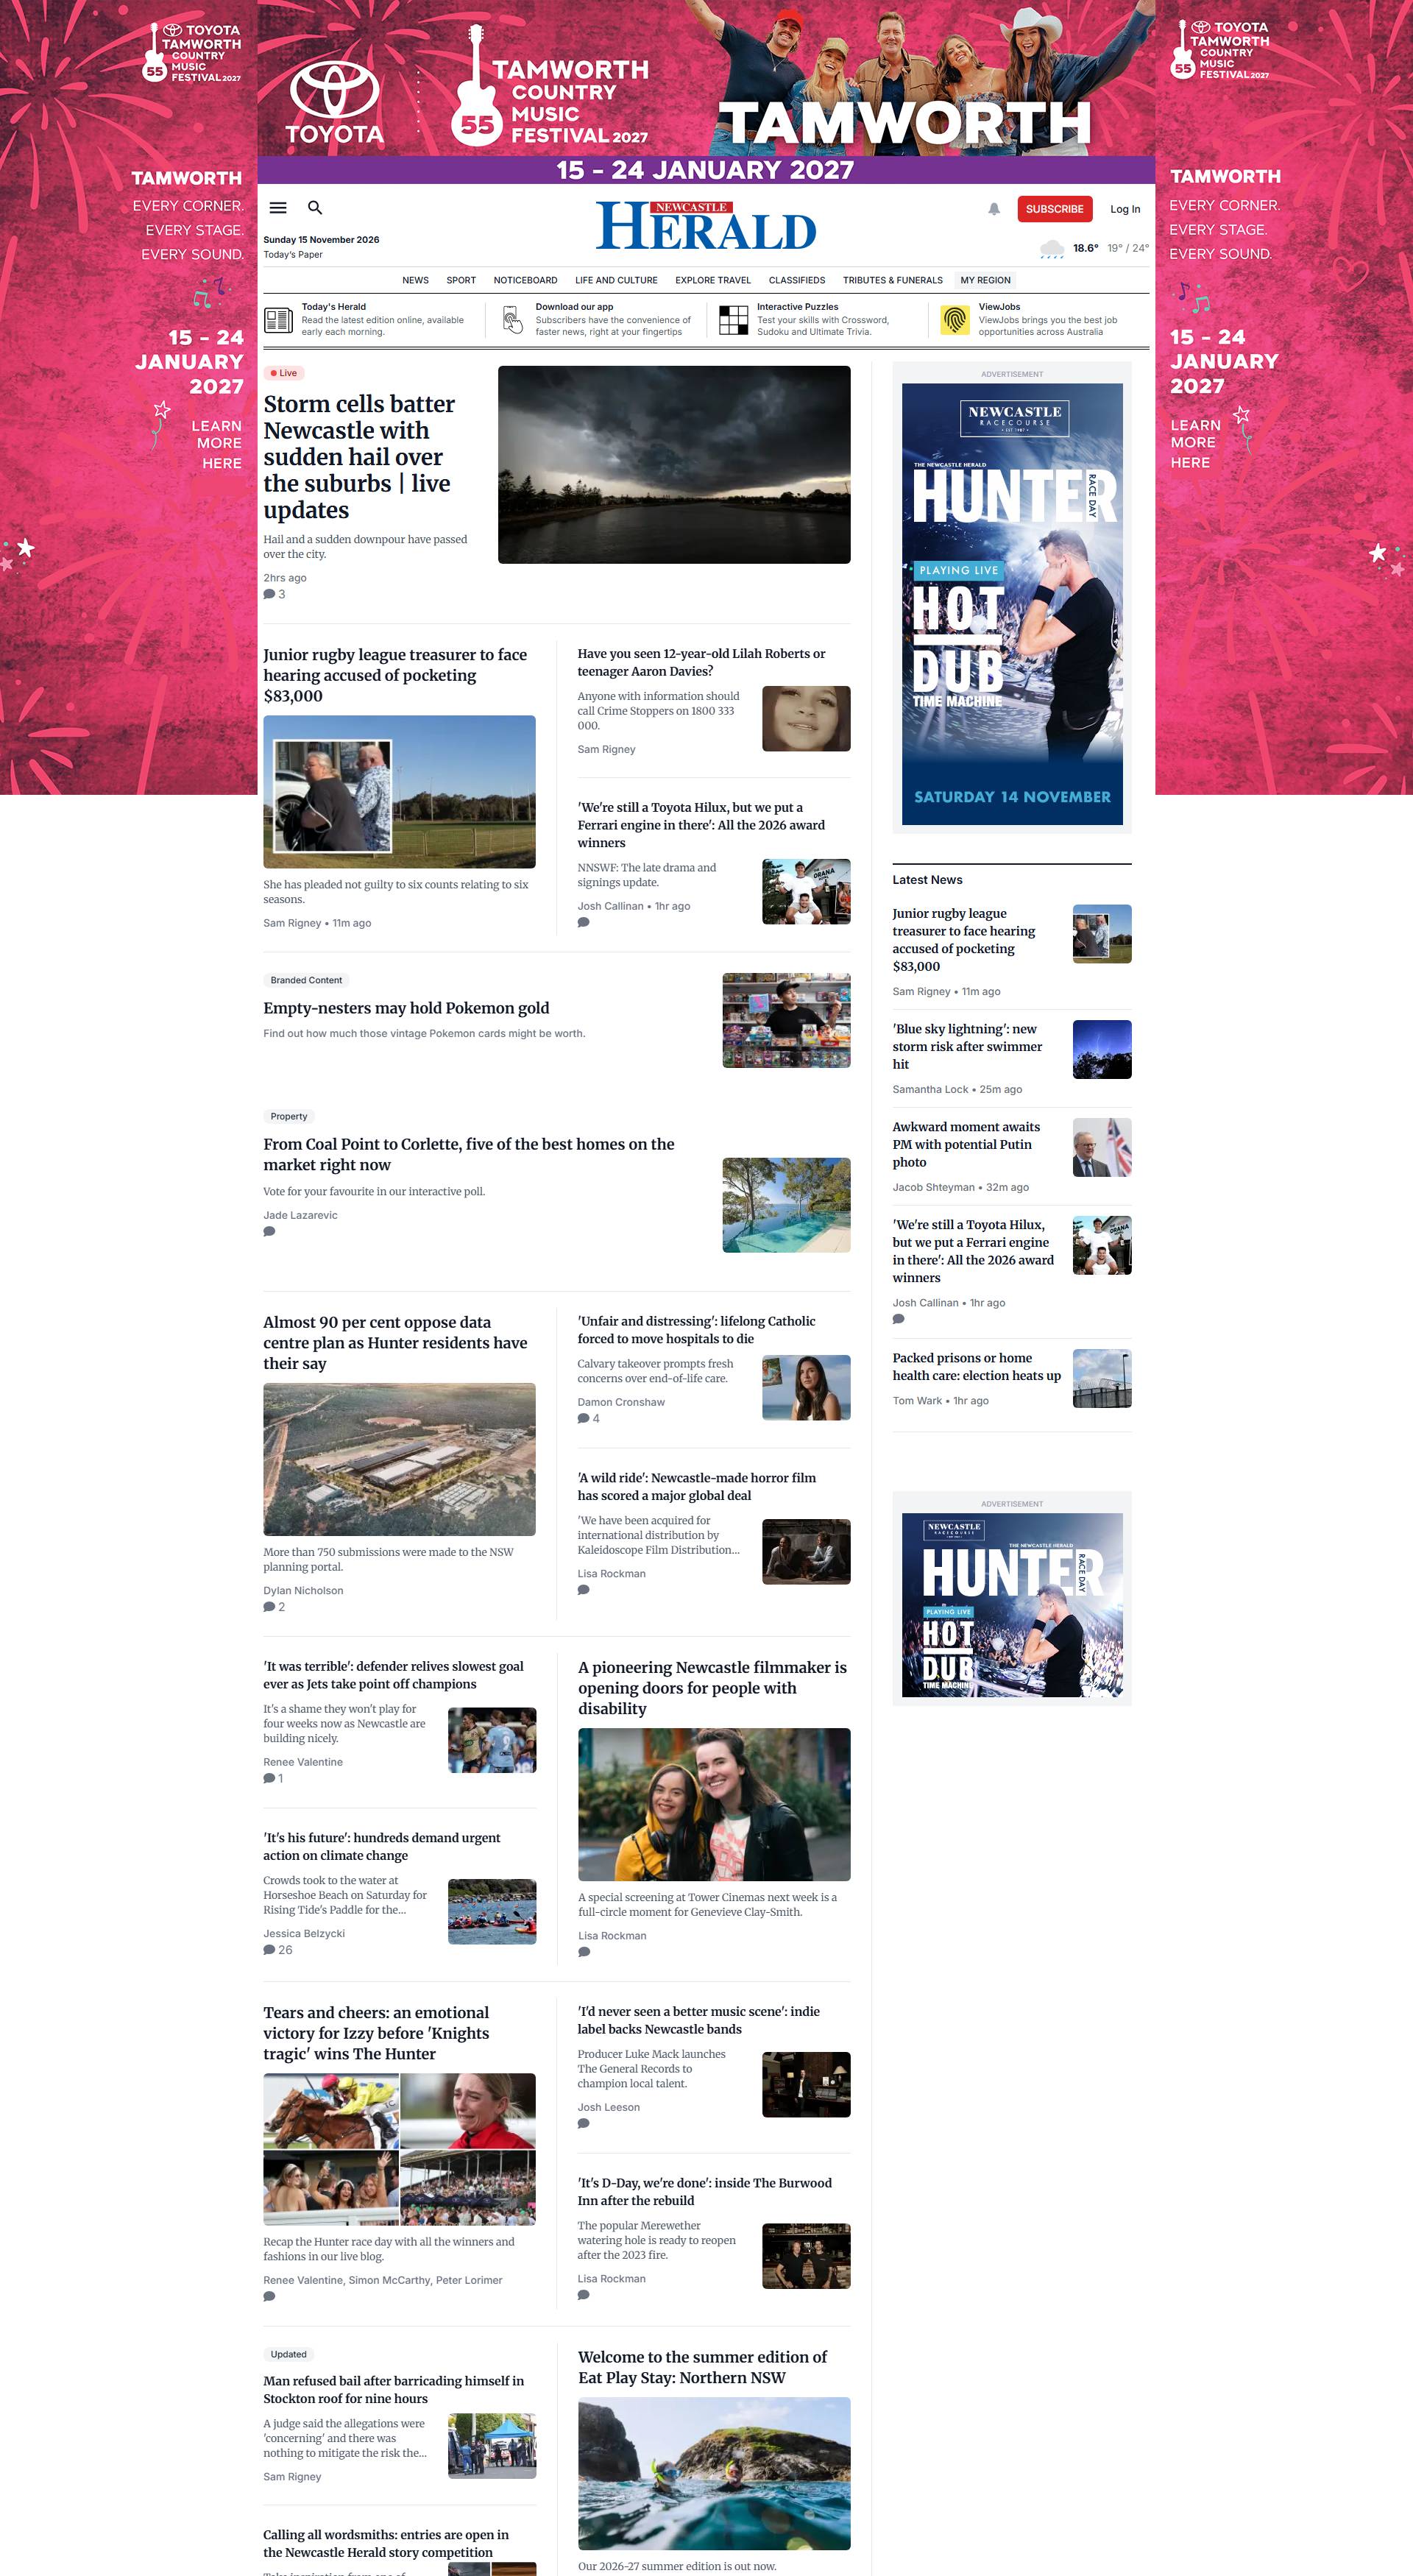 TOYOTA
TAMWORTH
COUNTRY
MUSIC
FESTIVAL 2027
55
TAMWORTH
EVERY CORNER.
EVERY STAGE.
EVERY SOUND.
15 - 24
JANUARY
2027
LEARN
MORE
HERE
TOYOTA
55
TAMWORTH
COUNTRY
MUSIC
FESTIVAL 2027
TAMWORTH
15 - 24 JANUARY 2027
TOYOTA
TAMWORTH
COUNTRY
MUSIC
FESTIVAL 2027
55
TAMWORTH
EVERY CORNER.
EVERY STAGE.
EVERY SOUND.
15 - 24
JANUARY
2027
LEARN
MORE
HERE
NEWCASTLE
HERALD
SUBSCRIBE
Log In
Sunday 15 November 2026
Today's Paper
18.6° 19° / 24°
NEWS SPORT NOTICEBOARD LIFE AND CULTURE EXPLORE TRAVEL CLASSIFIEDS TRIBUTES & FUNERALS MY REGION
Today's Herald
Read the latest edition online, available
early each morning.
Download our app
Subscribers have the convenience of
faster news, right at your fingertips
Interactive Puzzles
Test your skills with Crossword,
Sudoku and Ultimate Trivia.
ViewJobs
ViewJobs brings you the best job
opportunities across Australia
Live
Storm cells batter
Newcastle with
sudden hail over
the suburbs | live
updates
Hail and a sudden downpour have passed
over the city.
2hrs ago
3
Junior rugby league treasurer to face
hearing accused of pocketing
$83,000
She has pleaded not guilty to six counts relating to six
seasons.
Sam Rigney • 11m ago
Have you seen 12-year-old Lilah Roberts or
teenager Aaron Davies?
Anyone with information should
call Crime Stoppers on 1800 333
000.
Sam Rigney
'We're still a Toyota Hilux, but we put a
Ferrari engine in there': All the 2026 award
winners
NNSWF: The late drama and
signings update.
Josh Callinan • 1hr ago
Branded Content
Empty-nesters may hold Pokemon gold
Find out how much those vintage Pokemon cards might be worth.
Property
From Coal Point to Corlette, five of the best homes on the
market right now
Vote for your favourite in our interactive poll.
Jade Lazarevic
Almost 90 per cent oppose data
centre plan as Hunter residents have
their say
More than 750 submissions were made to the NSW
planning portal.
Dylan Nicholson
2
'Unfair and distressing': lifelong Catholic
forced to move hospitals to die
Calvary takeover prompts fresh
concerns over end-of-life care.
Damon Cronshaw
4
'A wild ride': Newcastle-made horror film
has scored a major global deal
'We have been acquired for
international distribution by
Kaleidoscope Film Distribution...
Lisa Rockman
'It was terrible': defender relives slowest goal
ever as Jets take point off champions
It's a shame they won't play for
four weeks now as Newcastle are
building nicely.
Renee Valentine
1
'It's his future': hundreds demand urgent
action on climate change
Crowds took to the water at
Horseshoe Beach on Saturday for
Rising Tide's Paddle for the...
Jessica Belzycki
26
A pioneering Newcastle filmmaker is
opening doors for people with
disability
A special screening at Tower Cinemas next week is a
full-circle moment for Genevieve Clay-Smith.
Lisa Rockman
Tears and cheers: an emotional
victory for Izzy before 'Knights
tragic' wins The Hunter
Recap the Hunter race day with all the winners and
fashions in our live blog.
Renee Valentine, Simon McCarthy, Peter Lorimer
'I'd never seen a better music scene': indie
label backs Newcastle bands
Producer Luke Mack launches
The General Records to
champion local talent.
Josh Leeson
'It's D-Day, we're done': inside The Burwood
Inn after the rebuild
The popular Merewether
watering hole is ready to reopen
after the 2023 fire.
Lisa Rockman
Updated
Man refused bail after barricading himself in
Stockton roof for nine hours
A judge said the allegations were
'concerning' and there was
nothing to mitigate the risk the...
Sam Rigney
Calling all wordsmiths: entries are open in
the Newcastle Herald story competition
Welcome to the summer edition of
Eat Play Stay: Northern NSW
Our 2026-27 summer edition is out now.
ADVERTISEMENT
NEWCASTLE
RACECOURSE
THE NEWCASTLE HERALD
HUNTER
RACE DAY
PLAYING LIVE
HOT
DUB
TIME MACHINE
SATURDAY 14 NOVEMBER
Latest News
Junior rugby league
treasurer to face hearing
accused of pocketing
$83,000
Sam Rigney • 11m ago
'Blue sky lightning': new
storm risk after swimmer
hit
Samantha Lock • 25m ago
Awkward moment awaits
PM with potential Putin
photo
Jacob Shteyman • 32m ago
'We're still a Toyota Hilux,
but we put a Ferrari engine
in there': All the 2026 award
winners
Josh Callinan • 1hr ago
Packed prisons or home
health care: election heats up
Tom Wark • 1hr ago
ADVERTISEMENT
NEWCASTLE
RACECOURSE
THE NEWCASTLE HERALD
HUNTER
RACE DAY
PLAYING LIVE
HOT
DUB
TIME MACHINE